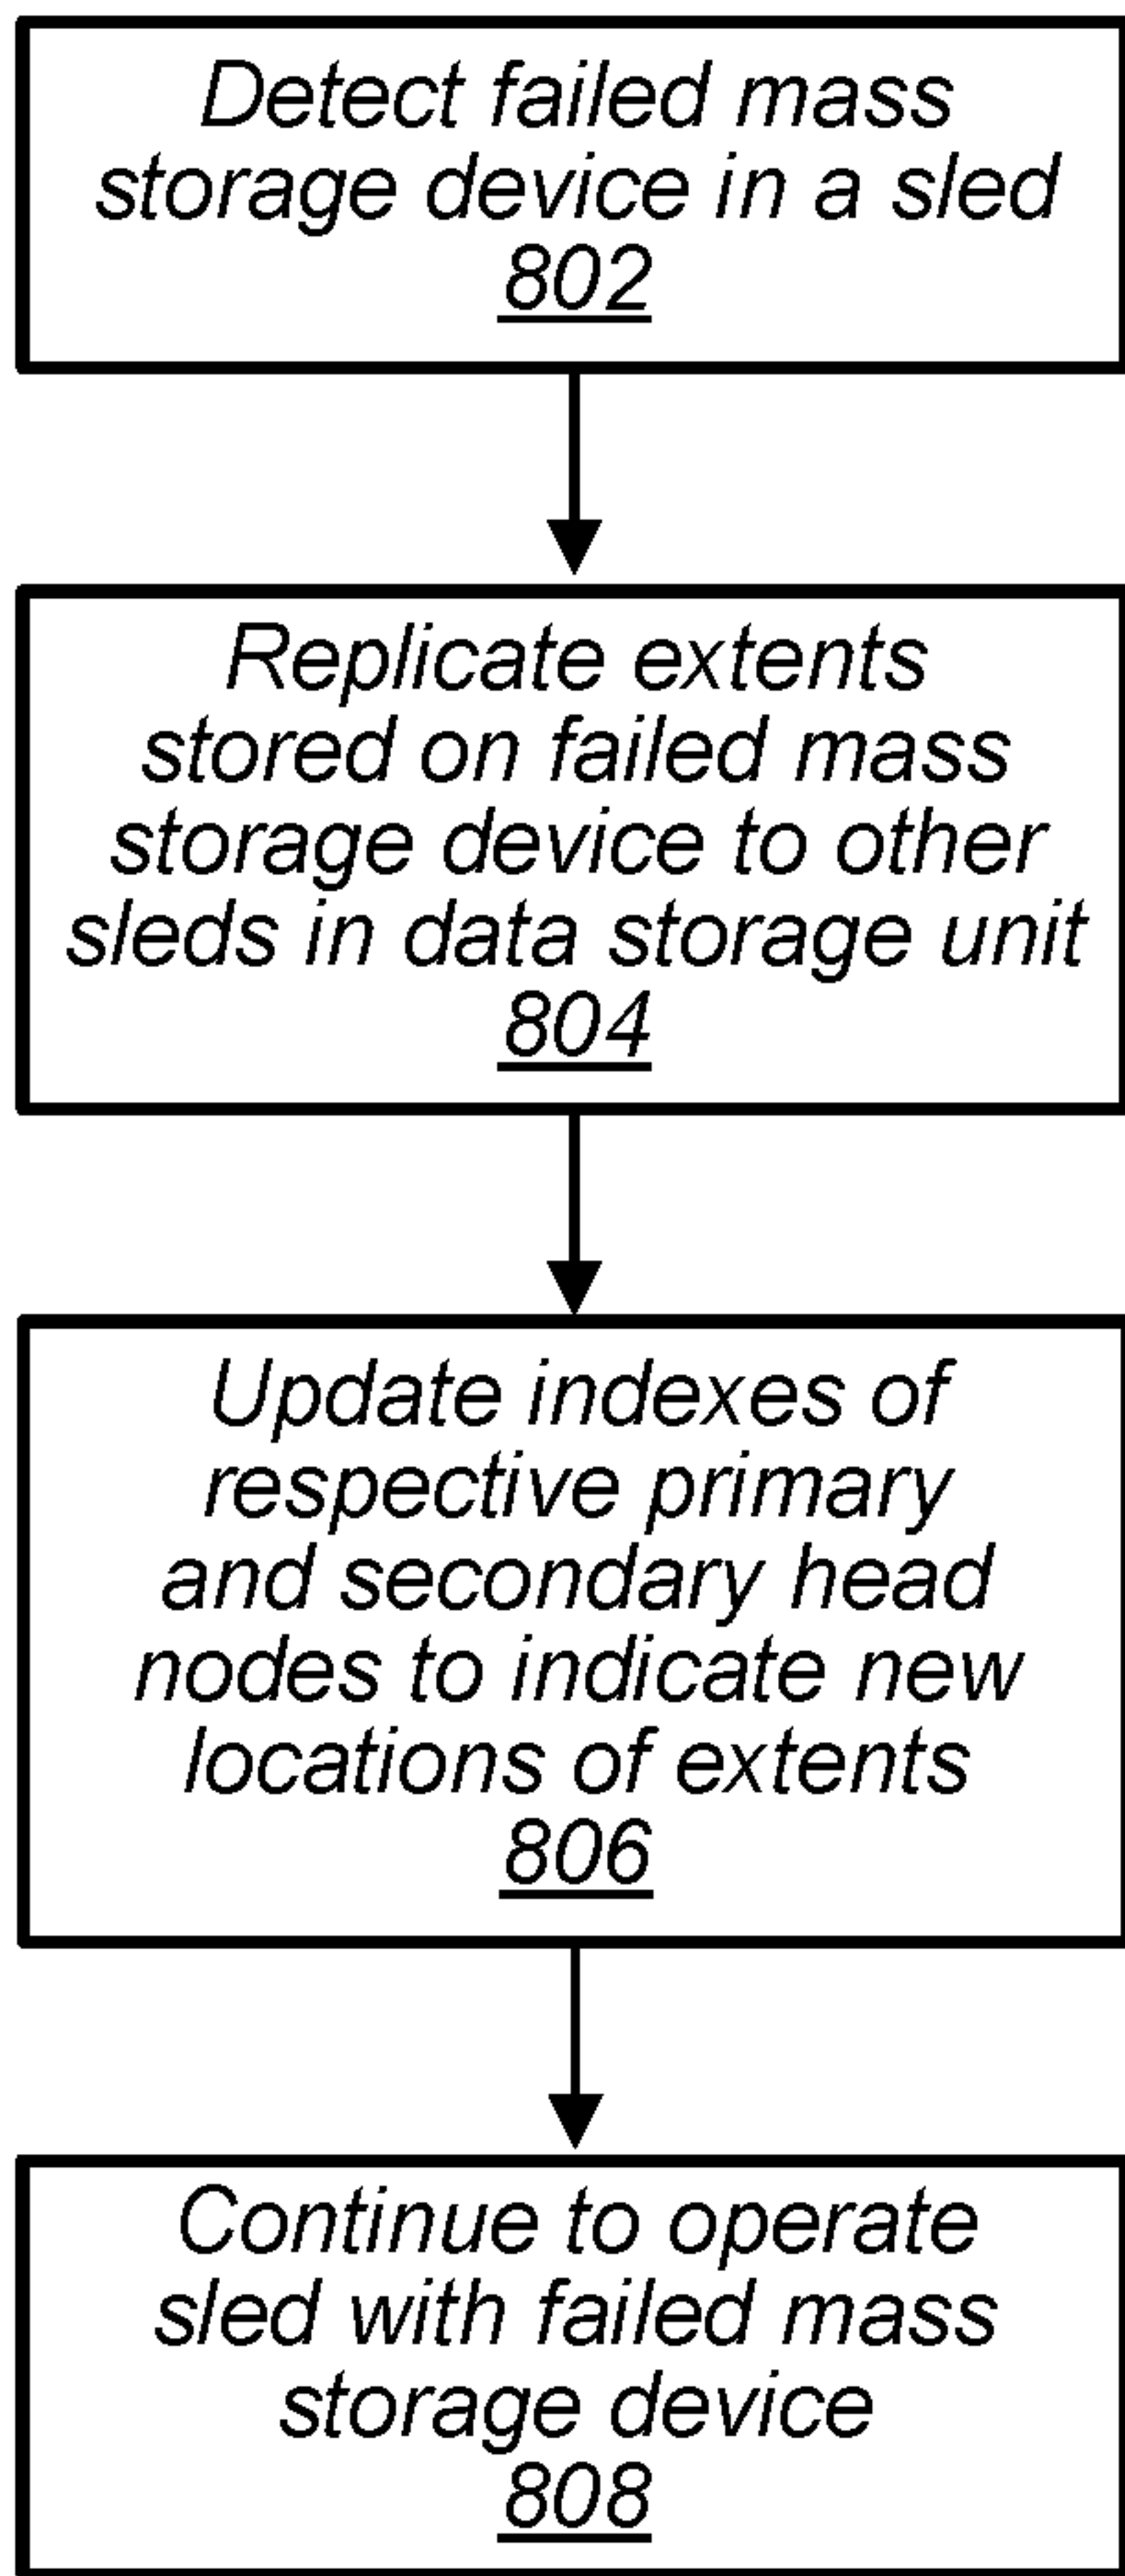 Detect failed mass
storage device in a sled
802
Replicate extents
stored on failed mass
storage device to other
sleds in data storage unit
804
Update indexes of
respective primary
and secondary head
nodes to indicate new
locations of extents
806
Continue to operate
sled with failed mass
storage device
808